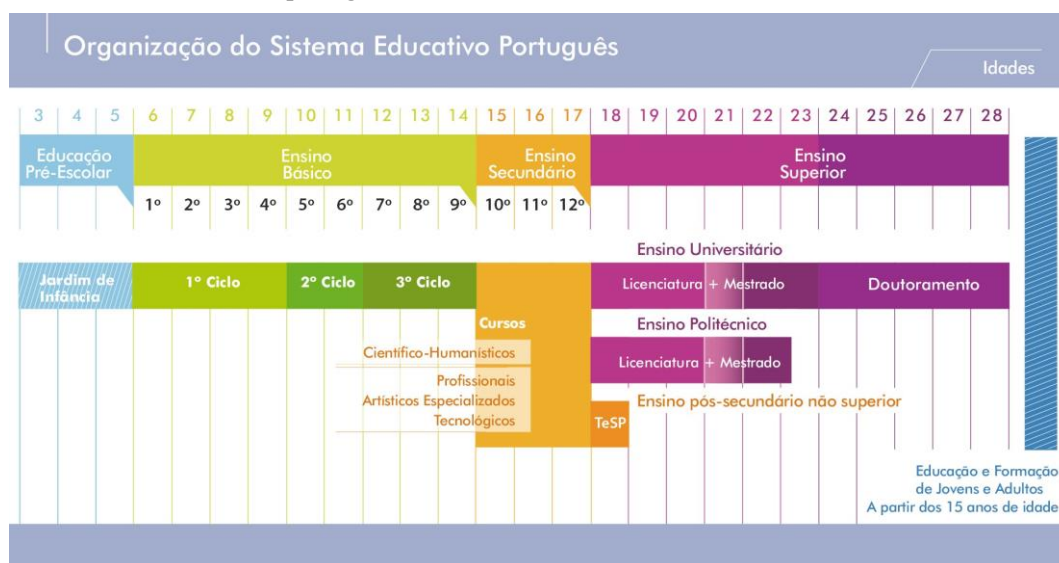 Organização do Sistema Educativo Português
Idades
3 4 5 6 7 8 9 10 11 12 13 14 15 16 17 18 19 20 21 22 23 24 25 26 27 28
Educação
Pré-Escolar
Ensino
Básico
Ensino
Secundário
Ensino
Superior
1º 2º 3º 4º 5º 6º 7º 8º 9º 10º 11º 12º
Ensino Universitário
Jardim de
Infância
1º Ciclo
2º Ciclo
3º Ciclo
Licenciatura + Mestrado
Doutoramento
Cursos
Ensino Politécnico
Científico-Humanísticos
Licenciatura + Mestrado
Profissionais
Artísticos Especializados
Tecnológicos
Ensino pós-secundário não superior
TeSP
Educação e Formação
de Jovens e Adultos
A partir dos 15 anos de idade